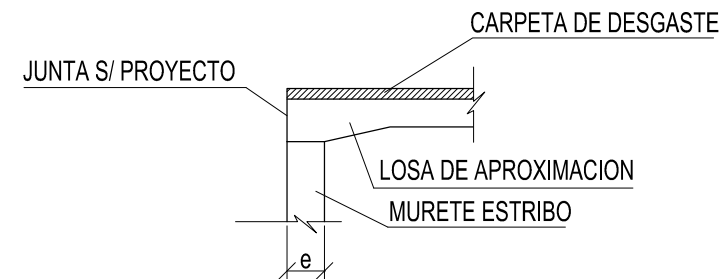 CARPETA DE DESGASTE
JUNTA S/ PROYECTO
LOSA DE APROXIMACION
MURETE ESTRIBO
e